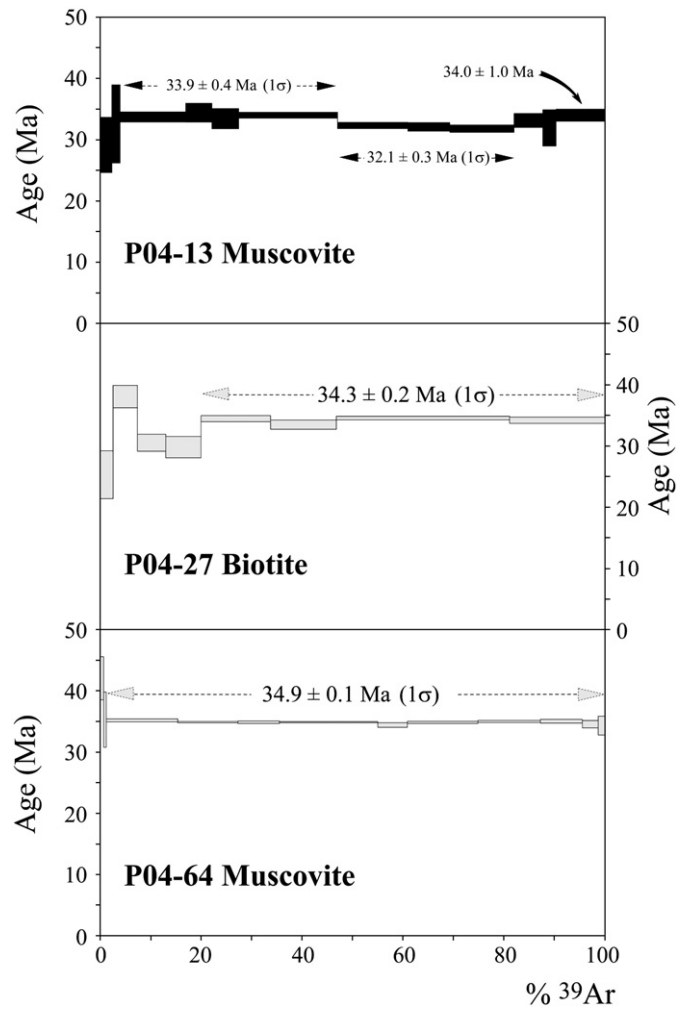 50
40
30
20
10
0
Age (Ma)
33.9 ± 0.4 Ma (1σ)
34.0 ± 1.0 Ma
32.1 ± 0.3 Ma (1σ)
P04-13 Muscovite
50
40
30
20
10
0
Age (Ma)
34.3 ± 0.2 Ma (1σ)
P04-27 Biotite
50
40
30
20
10
0
Age (Ma)
34.9 ± 0.1 Ma (1σ)
P04-64 Muscovite
0 20 40 60 80 100
% ³⁹Ar